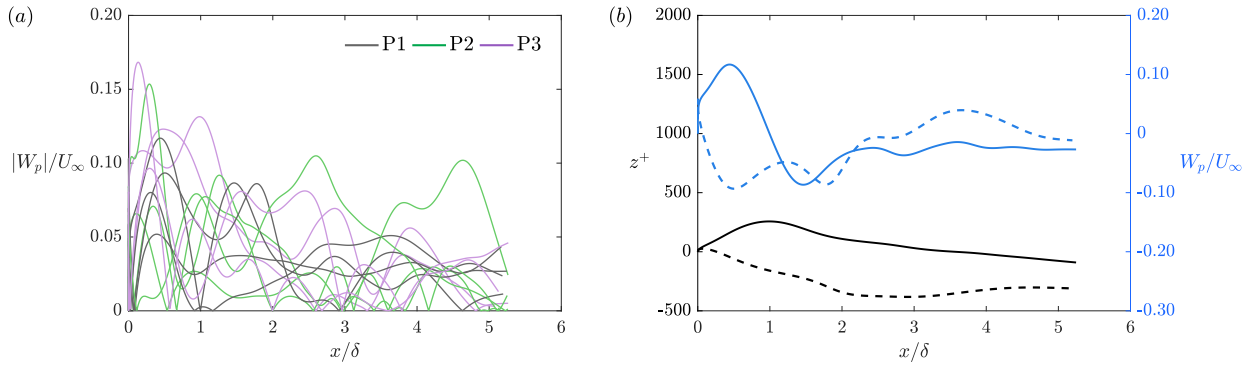 (a)
0.20
0.15
0.10
0.05
0
|W_p|/U_∞
P1 P2 P3
0 1 2 3 4 5 6
x/δ
(b)
2000
1500
1000
500
0
-500
z^+
0.20
0.10
0
-0.10
-0.20
-0.30
W_p/U_∞
0 1 2 3 4 5 6
x/δ